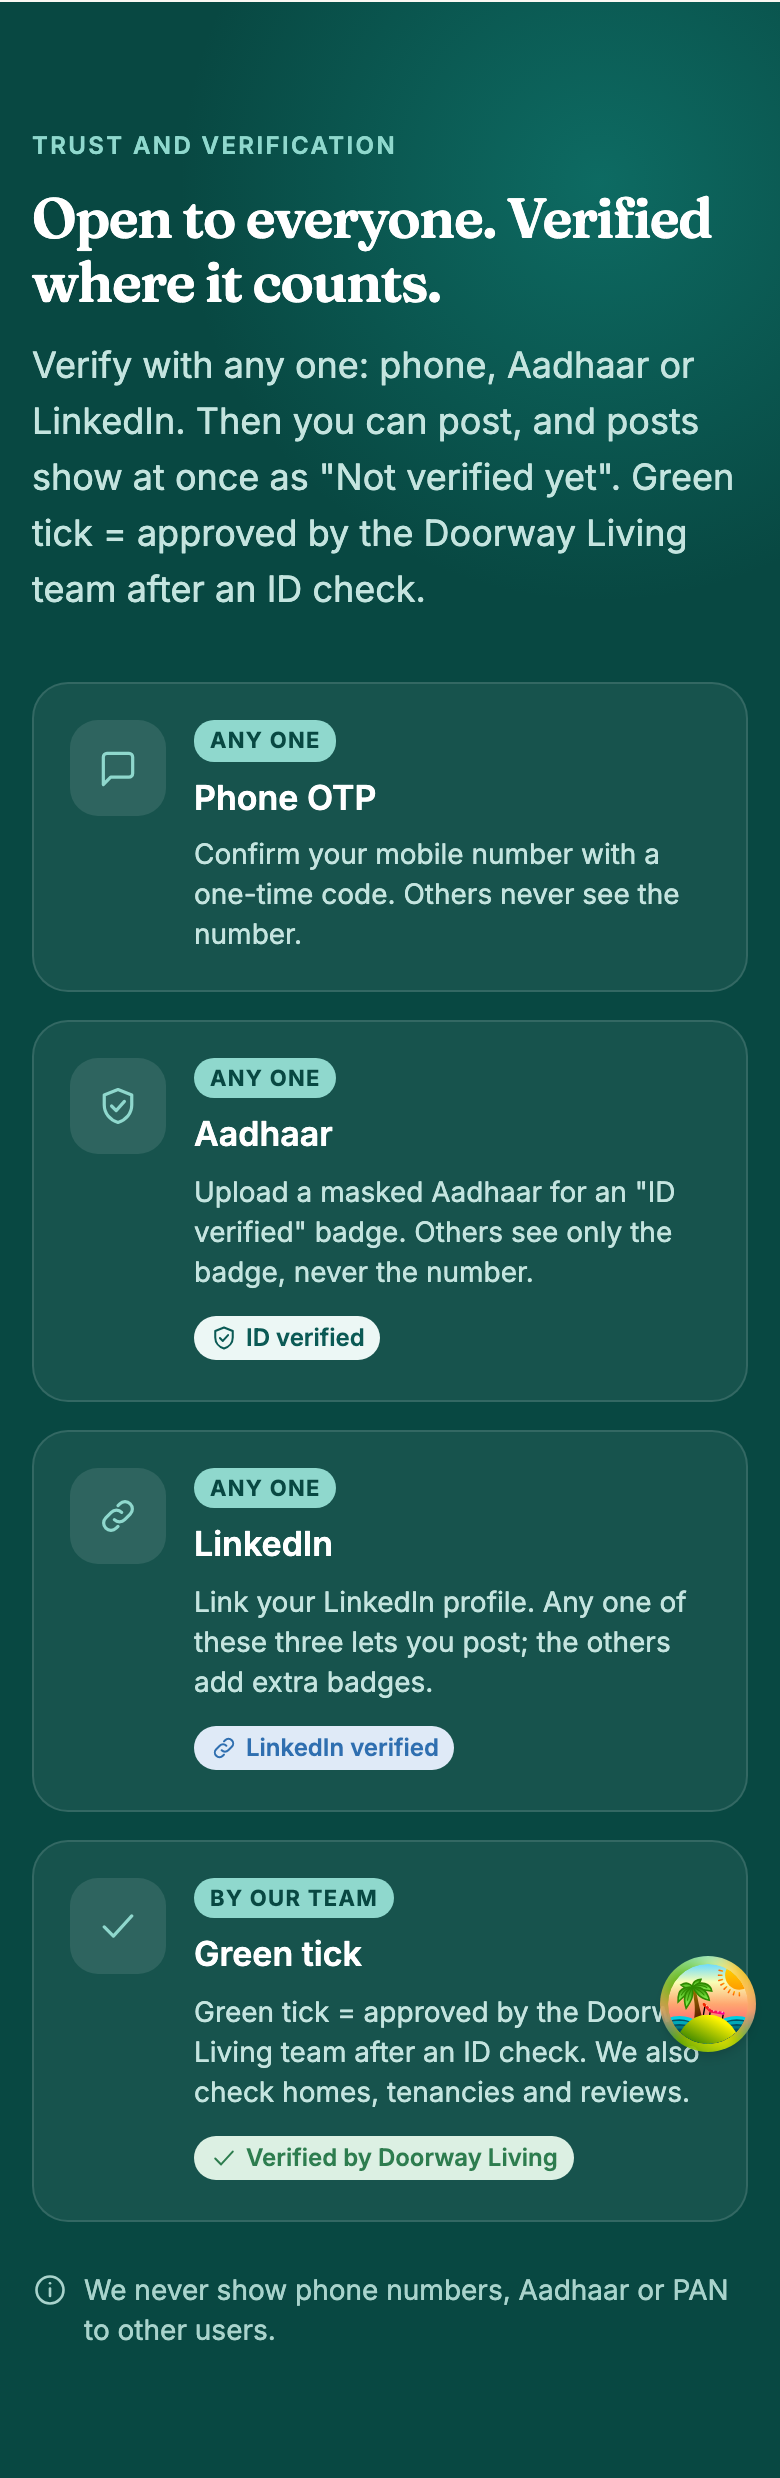 TRUST AND VERIFICATION
Open to everyone. Verified
where it counts.
Verify with any one: phone, Aadhaar or
LinkedIn. Then you can post, and posts
show at once as "Not verified yet". Green
tick = approved by the Doorway Living
team after an ID check.
ANY ONE
Phone OTP
Confirm your mobile number with a
one-time code. Others never see the
number.
ANY ONE
Aadhaar
Upload a masked Aadhaar for an "ID
verified" badge. Others see only the
badge, never the number.
ID verified
ANY ONE
LinkedIn
Link your LinkedIn profile. Any one of
these three lets you post; the others
add extra badges.
LinkedIn verified
BY OUR TEAM
Green tick
Green tick = approved by the
Living team after an ID check. We also
check homes, tenancies and reviews.
Verified by Doorway Living
We never show phone numbers, Aadhaar or PAN
to other users.